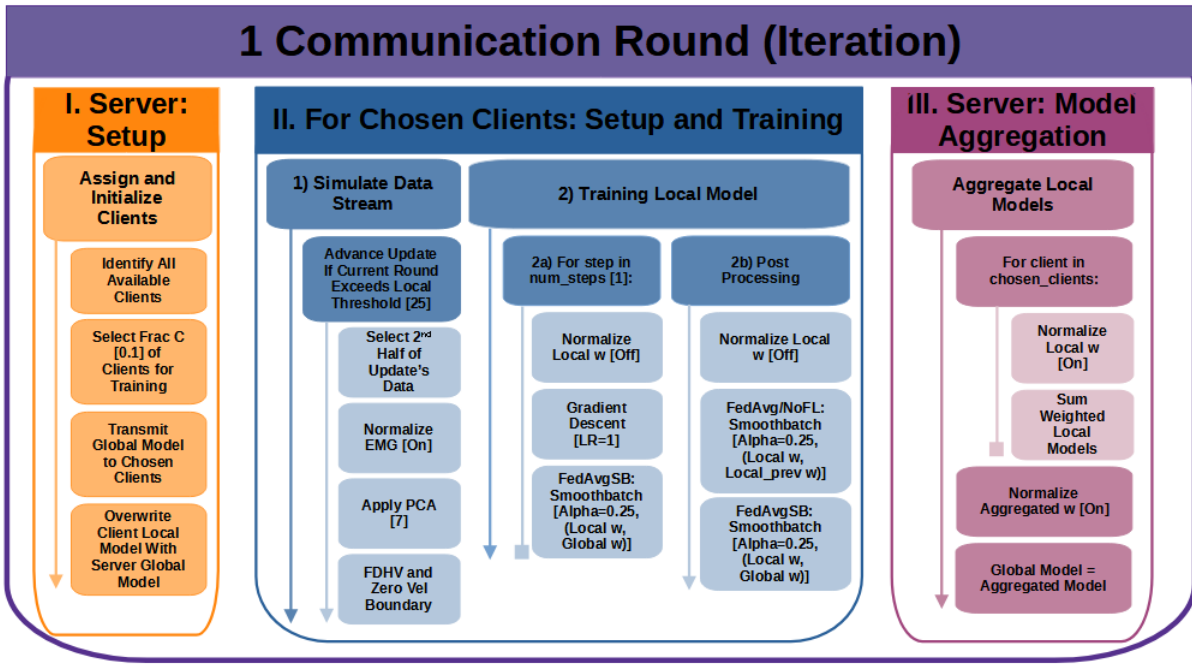 1 Communication Round (Iteration)
I. Server:
Setup
Assign and
Initialize
Clients
Identify All
Available
Clients
Select Frac C
[0.1] of
Clients for
Training
Transmit
Global Model
to Chosen
Clients
Overwrite
Client Local
Model With
Server Global
Model
II. For Chosen Clients: Setup and Training
1) Simulate Data
Stream
Advance Update
If Current Round
Exceeds Local
Threshold [25]
Select 2nd
Half of
Update's
Data
Normalize
EMG [On]
Apply PCA
[7]
FDHV and
Zero Vel
Boundary
2) Training Local Model
2a) For step in
num_steps [1]:
Normalize
Local w [Off]
Gradient
Descent
[LR=1]
FedAvgSB:
Smoothbatch
[Alpha=0.25,
(Local w,
Global w)]
2b) Post
Processing
Normalize Local
w [Off]
FedAvg/NoFL:
Smoothbatch
[Alpha=0.25,
(Local w,
Local_prev w)]
FedAvgSB:
Smoothbatch
[Alpha=0.25,
(Local w,
Global w)]
III. Server: Model
Aggregation
Aggregate Local
Models
For client in
chosen_clients:
Normalize
Local w
[On]
Sum
Weighted
Local
Models
Normalize
Aggregated w [On]
Global Model =
Aggregated Model